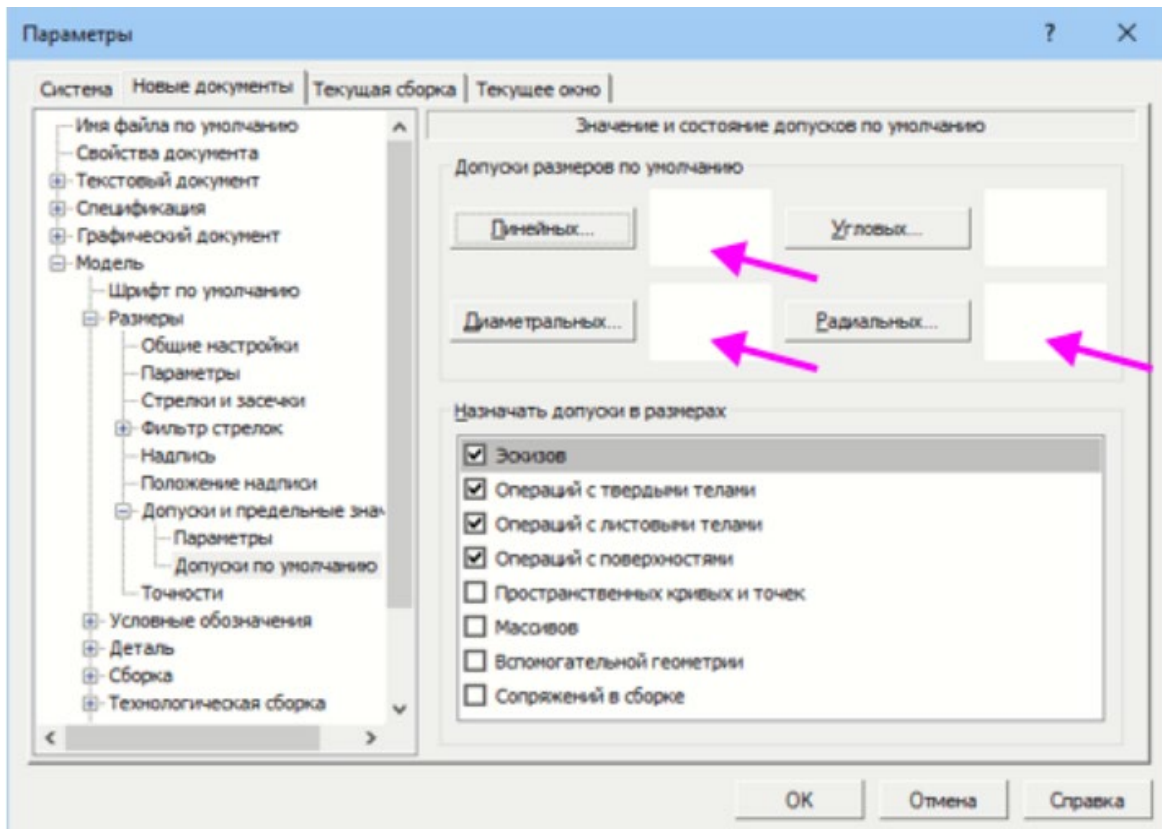 Параметры
Система Новые документы Текущая сборка Текущее окно
Имя файла по умолчанию
Свойства документа
Текстовый документ
Спецификация
Графический документ
Модель
Шрифт по умолчанию
Размеры
Общие настройки
Параметры
Стрелки и засечки
Фильтр стрелок
Надпись
Положение надписи
Допуски и предельные знач
Параметры
Допуски по умолчанию
Точности
Условные обозначения
Деталь
Сборка
Технологическая сборка
Значение и состояние допусков по умолчанию
Допуски размеров по умолчанию
Линейных... Угловых...
Диаметральных... Радиальных...
Назначать допуски в размерах
Эскизов
Операций с твердыми телами
Операций с листовыми телами
Операций с поверхностями
Пространственных кривых и точек
Массивов
Вспомогательной геометрии
Сопряжений в сборке
OK Отмена Справка